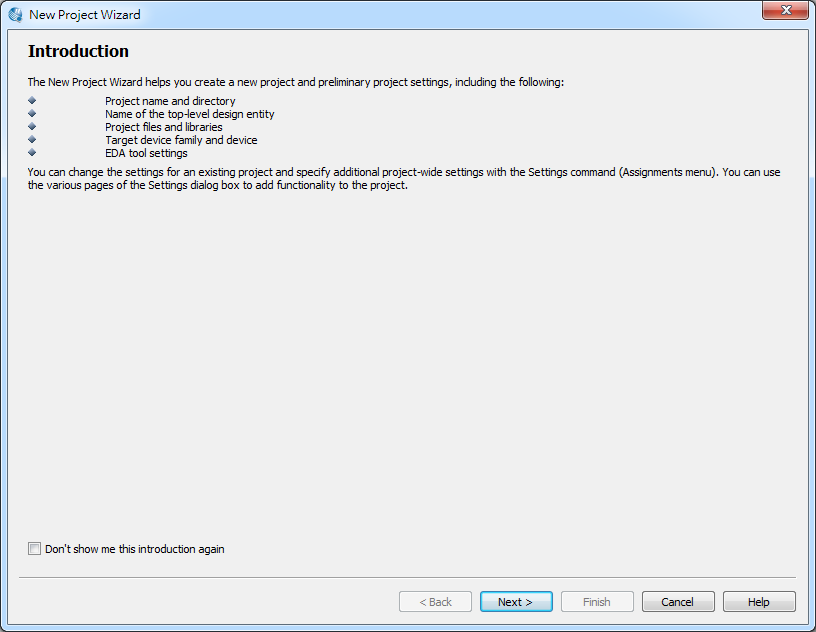 New Project Wizard
Introduction
The New Project Wizard helps you create a new project and preliminary project settings, including the following:
Project name and directory
Name of the top-level design entity
Project files and libraries
Target device family and device
EDA tool settings
You can change the settings for an existing project and specify additional project-wide settings with the Settings command (Assignments menu). You can use
the various pages of the Settings dialog box to add functionality to the project.
Don't show me this introduction again
< Back Next > Finish Cancel Help